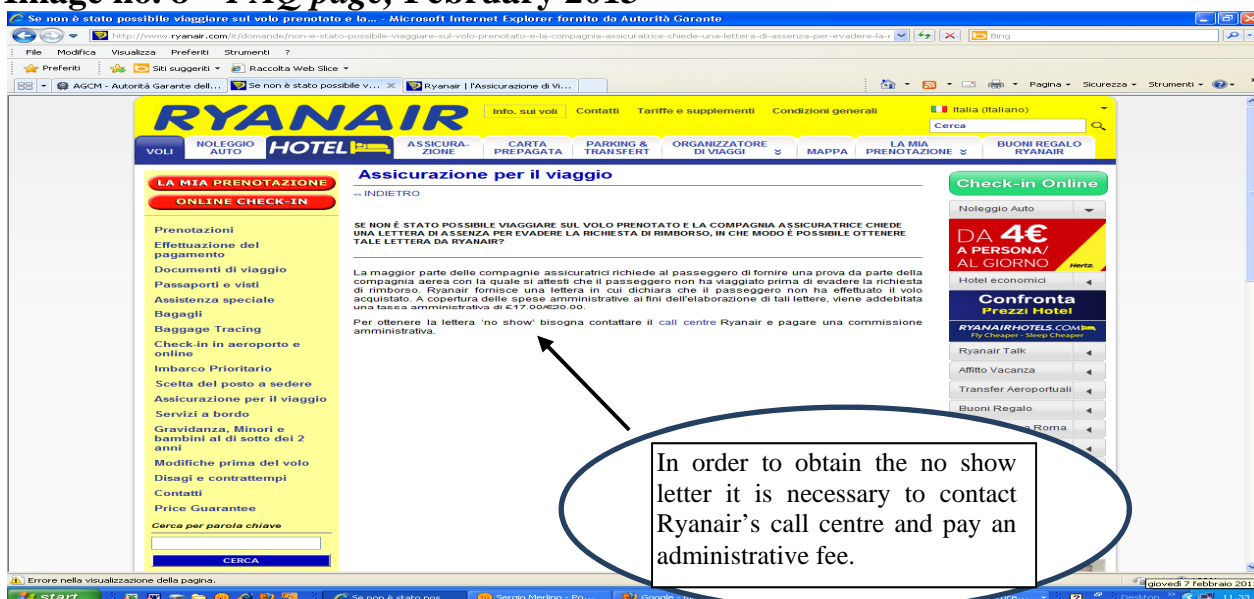 Image no. 8 – FAQ page, February 2013
Se non è stato possibile viaggiare sul volo prenotato e la... - Microsoft Internet Explorer fornito da Autorità Garante
http://www.ryanair.com/it/domande/non-e-stato-possibile-viaggiare-sul-volo-prenotato-e-la-compagnia-assicuratrice-chiede-una-lettera-di-assenza-per-evadere-la-r
Bing
File Modifica Visualizza Preferiti Strumenti ?
Preferiti Siti suggeriti Raccolta Web Slice
AGCM - Autorità Garante dell... Se non è stato possibile v... Ryanair | l'Assicurazione di Vi... Pagina Sicurezza Strumenti
RYANAIR
Info. sui voli Contatti Tariffe e supplementi Condizioni generali
Italia (Italiano)
Cerca
VOLI
NOLEGGIO
AUTO
HOTEL
ASSICURA-
ZIONE
CARTA
PREPAGATA
PARKING &
TRANSFERT
ORGANIZZATORE
DI VIAGGI
MAPPA
LA MIA
PRENOTAZIONE
BUONI REGALO
RYANAIR
LA MIA PRENOTAZIONE
ONLINE CHECK-IN
Prenotazioni
Effettuazione del
pagamento
Documenti di viaggio
Passaporti e visti
Assistenza speciale
Bagagli
Baggage Tracing
Check-in in aeroporto e
online
Imbarco Prioritario
Scelta del posto a sedere
Assicurazione per il viaggio
Servizi a bordo
Gravidanza, Minori e
bambini al di sotto dei 2
anni
Modifiche prima del volo
Disagi e contrattempi
Contatti
Price Guarantee
Cerca per parola chiave
CERCA
Assicurazione per il viaggio
<< INDIETRO
SE NON È STATO POSSIBILE VIAGGIARE SUL VOLO PRENOTATO E LA COMPAGNIA ASSICURATRICE CHIEDE
UNA LETTERA DI ASSENZA PER EVADERE LA RICHIESTA DI RIMBORSO, IN CHE MODO È POSSIBILE OTTENERE
TALE LETTERA DA RYANAIR?
La maggior parte delle compagnie assicuratrici richiede al passeggero di fornire una prova da parte della
compagnia aerea con la quale si attesti che il passeggero non ha viaggiato prima di evadere la richiesta
di rimborso. Ryanair fornisce una lettera in cui dichiara che il passeggero non ha effettuato il volo
acquistato. A copertura delle spese amministrative ai fini dell'elaborazione di tali lettere, viene addebitata
una tassa amministrativa di £17.00/€20.00.
Per ottenere la lettera 'no show' bisogna contattare il call centre Ryanair e pagare una commissione
amministrativa.
Check-in Online
Noleggio Auto
DA 4€
A PERSONA/
AL GIORNO
Hertz
Hotel economici
Confronta
Prezzi Hotel
RYANAIRHOTELS.COM
Fly Cheaper - Sleep Cheaper
Ryanair Talk
Affitto Vacanza
Transfer Aeroportuali
Buoni Regalo
Roma
In order to obtain the no show
letter it is necessary to contact
Ryanair's call centre and pay an
administrative fee.
Errore nella visualizzazione della pagina.
giovedì 7 febbraio 201
start Se non è stato pos... Sergio Merlino - Po... Desktop 11.33